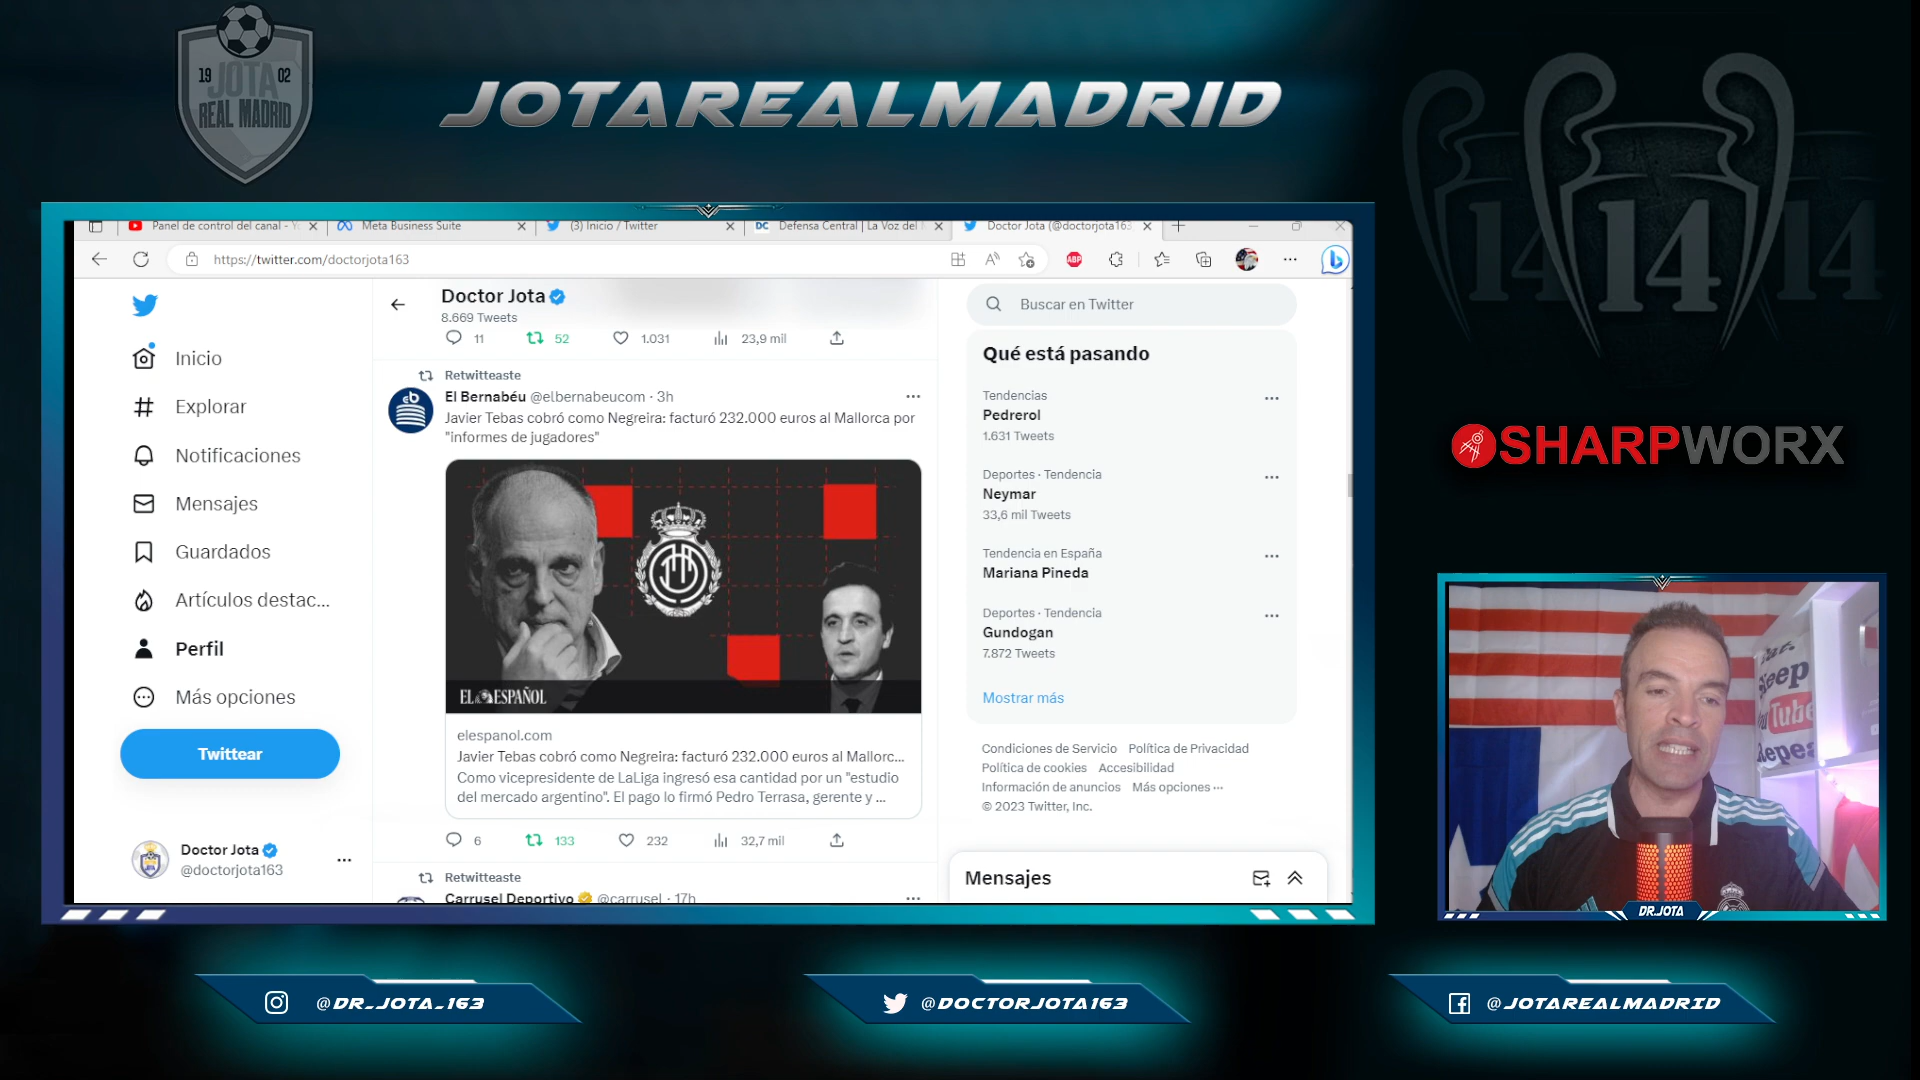 19 02
JOTA
REAL MADRID
JOTAREALMADRID
14 14 14
Panel de control del canal - Y
Meta Business Suite
(3) Inicio / Twitter
DC Defensa Central | La Voz del
Doctor Jota (@doctorjota163
https://twitter.com/doctorjota163
ABP
Inicio
Explorar
Notificaciones
Mensajes
Guardados
Artículos destac...
Perfil
Más opciones
Twittear
Doctor Jota
@doctorjota163
Doctor Jota
8.669 Tweets
11 52 1.031 23,9 mil
Retwitteaste
El Bernabéu @elbernabeucom · 3h
Javier Tebas cobró como Negreira: facturó 232.000 euros al Mallorca por
"informes de jugadores"
EL ESPAÑOL
elespanol.com
Javier Tebas cobró como Negreira: facturó 232.000 euros al Mallorc...
Como vicepresidente de LaLiga ingresó esa cantidad por un "estudio
del mercado argentino". El pago lo firmó Pedro Terrasa, gerente y ...
6 133 232 32,7 mil
Retwitteaste
Carrusel Deportivo @carrusel · 17h
Buscar en Twitter
Qué está pasando
Tendencias
Pedrerol
1.631 Tweets
Deportes · Tendencia
Neymar
33,6 mil Tweets
Tendencia en España
Mariana Pineda
Deportes · Tendencia
Gundogan
7.872 Tweets
Mostrar más
Condiciones de Servicio Política de Privacidad
Política de cookies Accesibilidad
Información de anuncios Más opciones ···
© 2023 Twitter, Inc.
Mensajes
SHARPWORX
Eat.
Sleep
YouTube
Repeat
DR.JOTA
@DR_JOTA_163
@DOCTORJOTA163
@JOTAREALMADRID